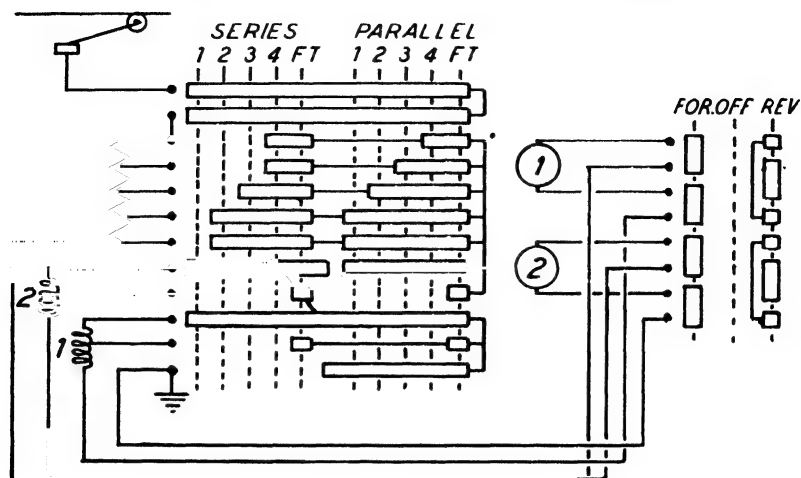 SERIES PARALLEL
1 2 3 4 FT 1 2 3 4 FT
FOR. OFF REV
1
2
2
1